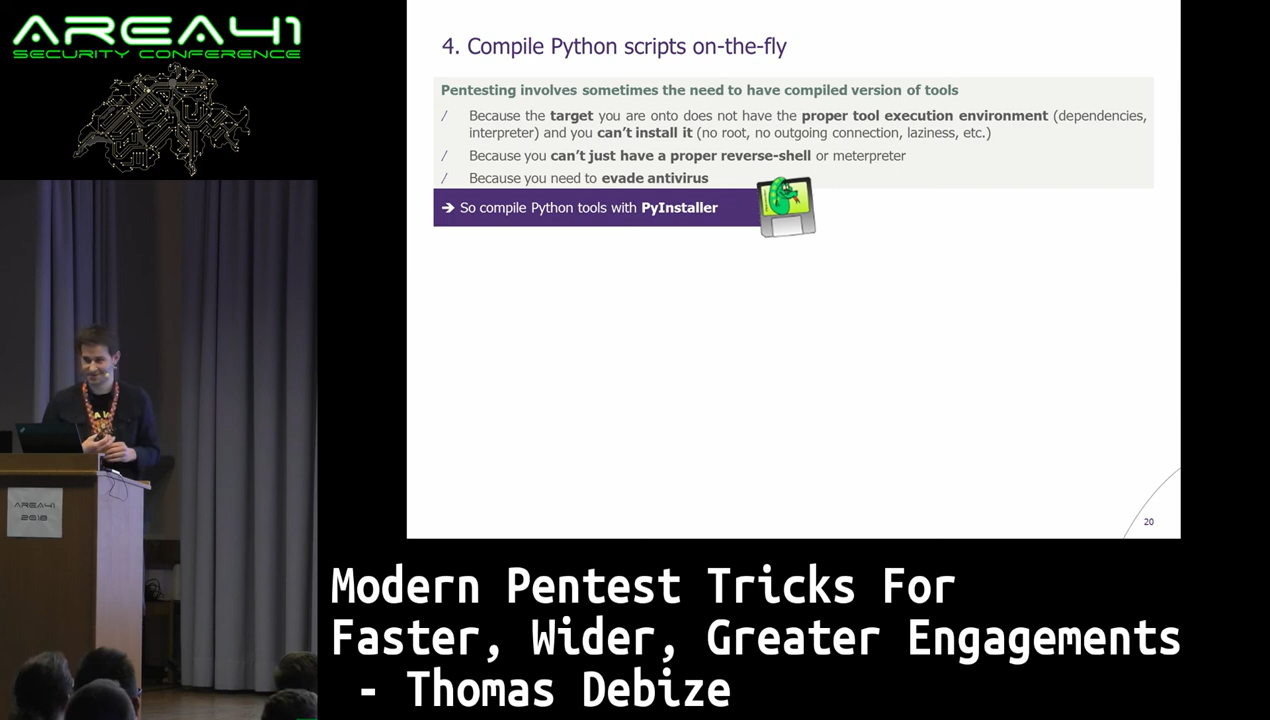 AREA41
SECURITY CONFERENCE
4. Compile Python scripts on-the-fly
Pentesting involves sometimes the need to have compiled version of tools
/ Because the target you are onto does not have the proper tool execution environment (dependencies,
interpreter) and you can't install it (no root, no outgoing connection, laziness, etc.)
/ Because you can't just have a proper reverse-shell or meterpreter
/ Because you need to evade antivirus
➔ So compile Python tools with PyInstaller
20
AREA41
2018
Modern Pentest Tricks For
Faster, Wider, Greater Engagements
- Thomas Debize